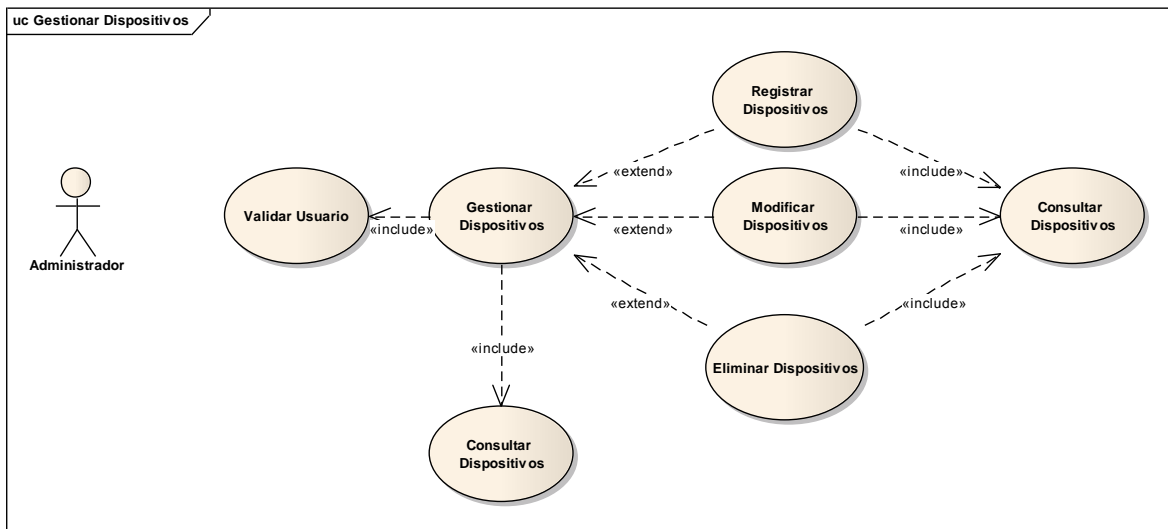 uc Gestionar Dispositivos
Registrar
Dispositivos
«extend»
«include»
Validar Usuario
«include»
Gestionar
Dispositivos
«extend»
Modificar
Dispositivos
«include»
Consultar
Dispositivos
Administrador
«extend»
«include»
«include»
Eliminar Dispositivos
Consultar
Dispositivos